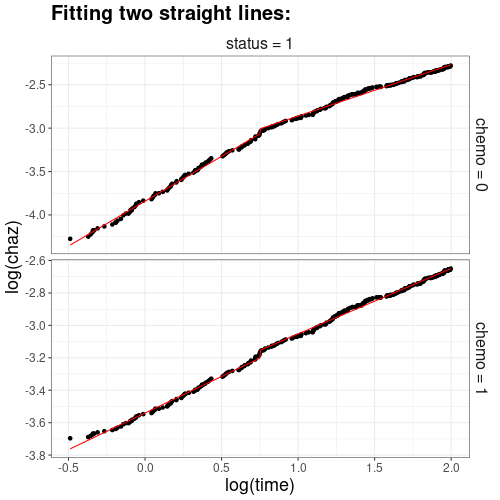 Fitting two straight lines:
status = 1
-2.5
-3.0
-3.5
-4.0
chemo = 0
log(chaz)
-2.6
-2.8
-3.0
-3.2
-3.4
-3.6
-3.8
chemo = 1
-0.5 0.0 0.5 1.0 1.5 2.0
log(time)